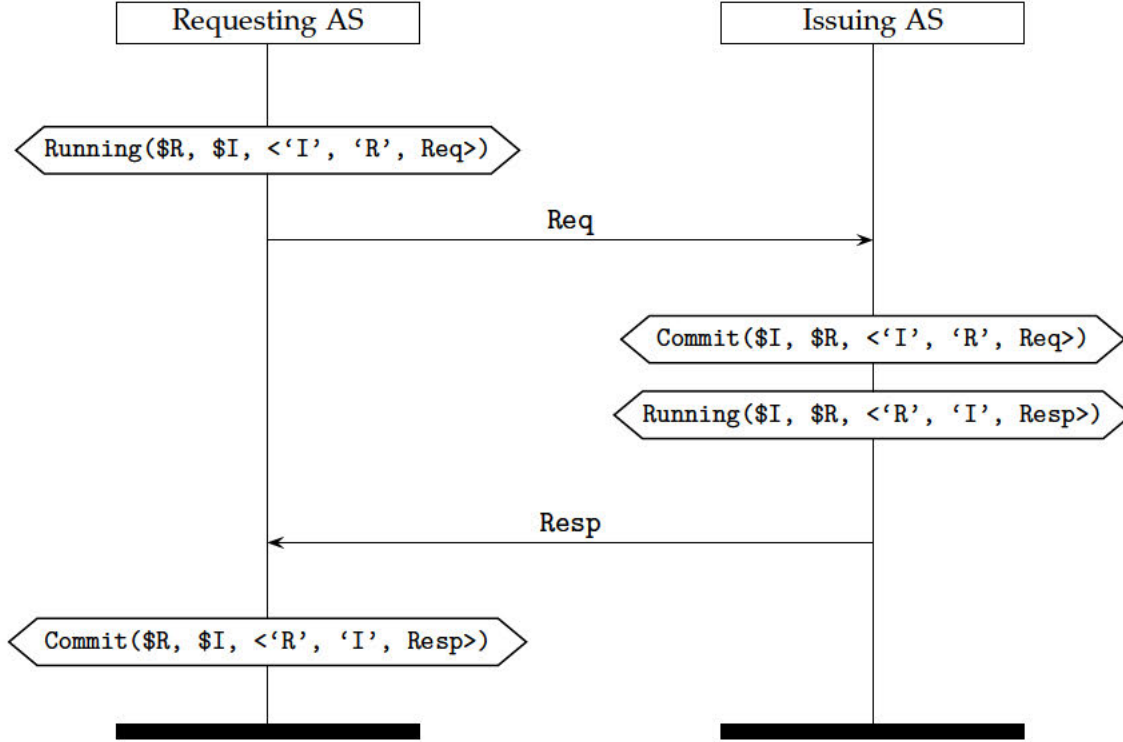 Requesting AS
Issuing AS
Running($R, $I, <‘I’, ‘R’, Req>)
Req
Commit($I, $R, <‘I’, ‘R’, Req>)
Running($I, $R, <‘R’, ‘I’, Resp>)
Resp
Commit($R, $I, <‘R’, ‘I’, Resp>)